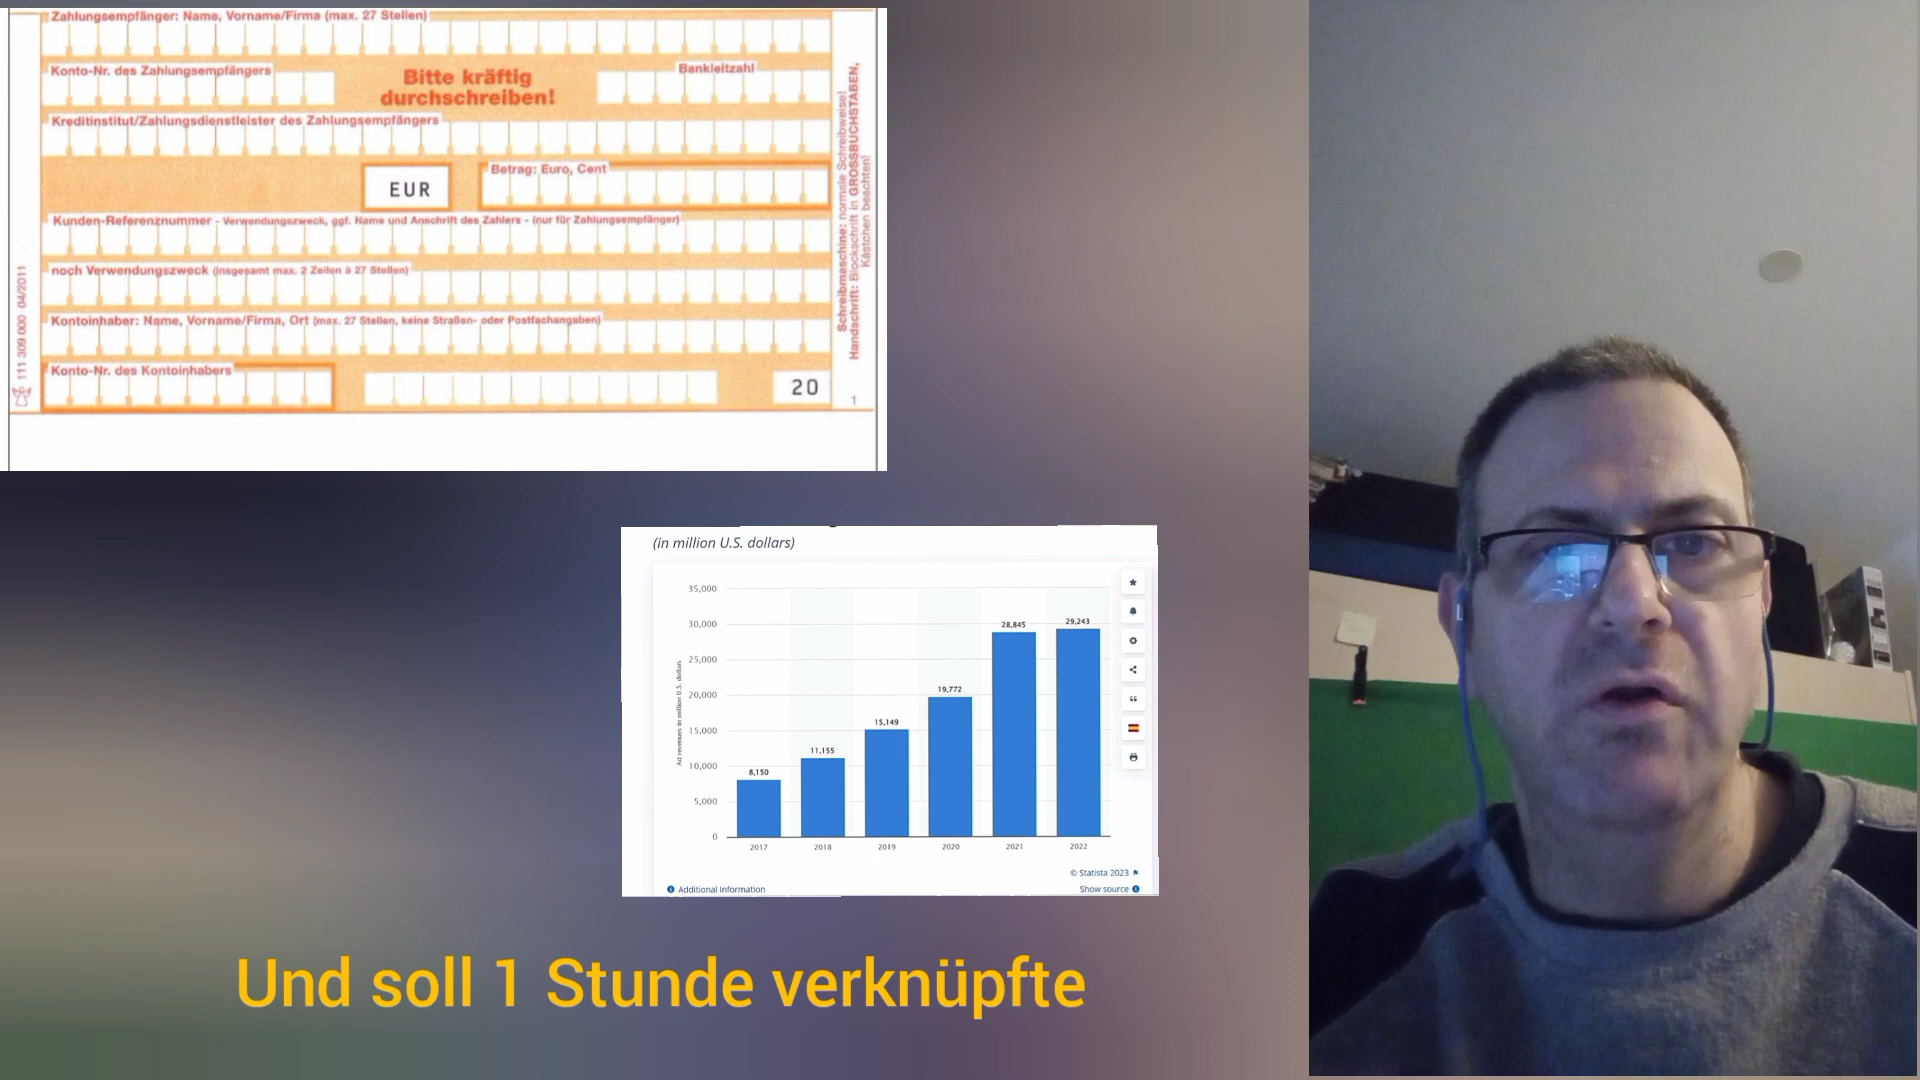 Zahlungsempfänger: Name, Vorname/Firma (max. 27 Stellen)
Konto-Nr. des Zahlungsempfängers
Bitte kräftig
durchschreiben!
Bankleitzahl
Kreditinstitut/Zahlungsdienstleister des Zahlungsempfängers
EUR
Betrag: Euro, Cent
Kunden-Referenznummer - Verwendungszweck, ggf. Name und Anschrift des Zahlers - (nur für Zahlungsempfänger)
noch Verwendungszweck (insgesamt max. 2 Zeilen à 27 Stellen)
Kontoinhaber: Name, Vorname/Firma, Ort (max. 27 Stellen, keine Straßen- oder Postfachangaben)
Konto-Nr. des Kontoinhabers
20
1
111 309 000 04/2011
Schreibmaschine: normale Schreibweise!
Handschrift: Blockschrift in GROSSBUCHSTABEN,
Kästchen beachten!
(in million U.S. dollars)
Ad revenues in million U.S. dollars
35,000
30,000
25,000
20,000
15,000
10,000
5,000
0
8,150
11,155
15,149
19,772
28,845
29,243
2017
2018
2019
2020
2021
2022
© Statista 2023
Additional Information
Show source
Und soll 1 Stunde verknüpfte